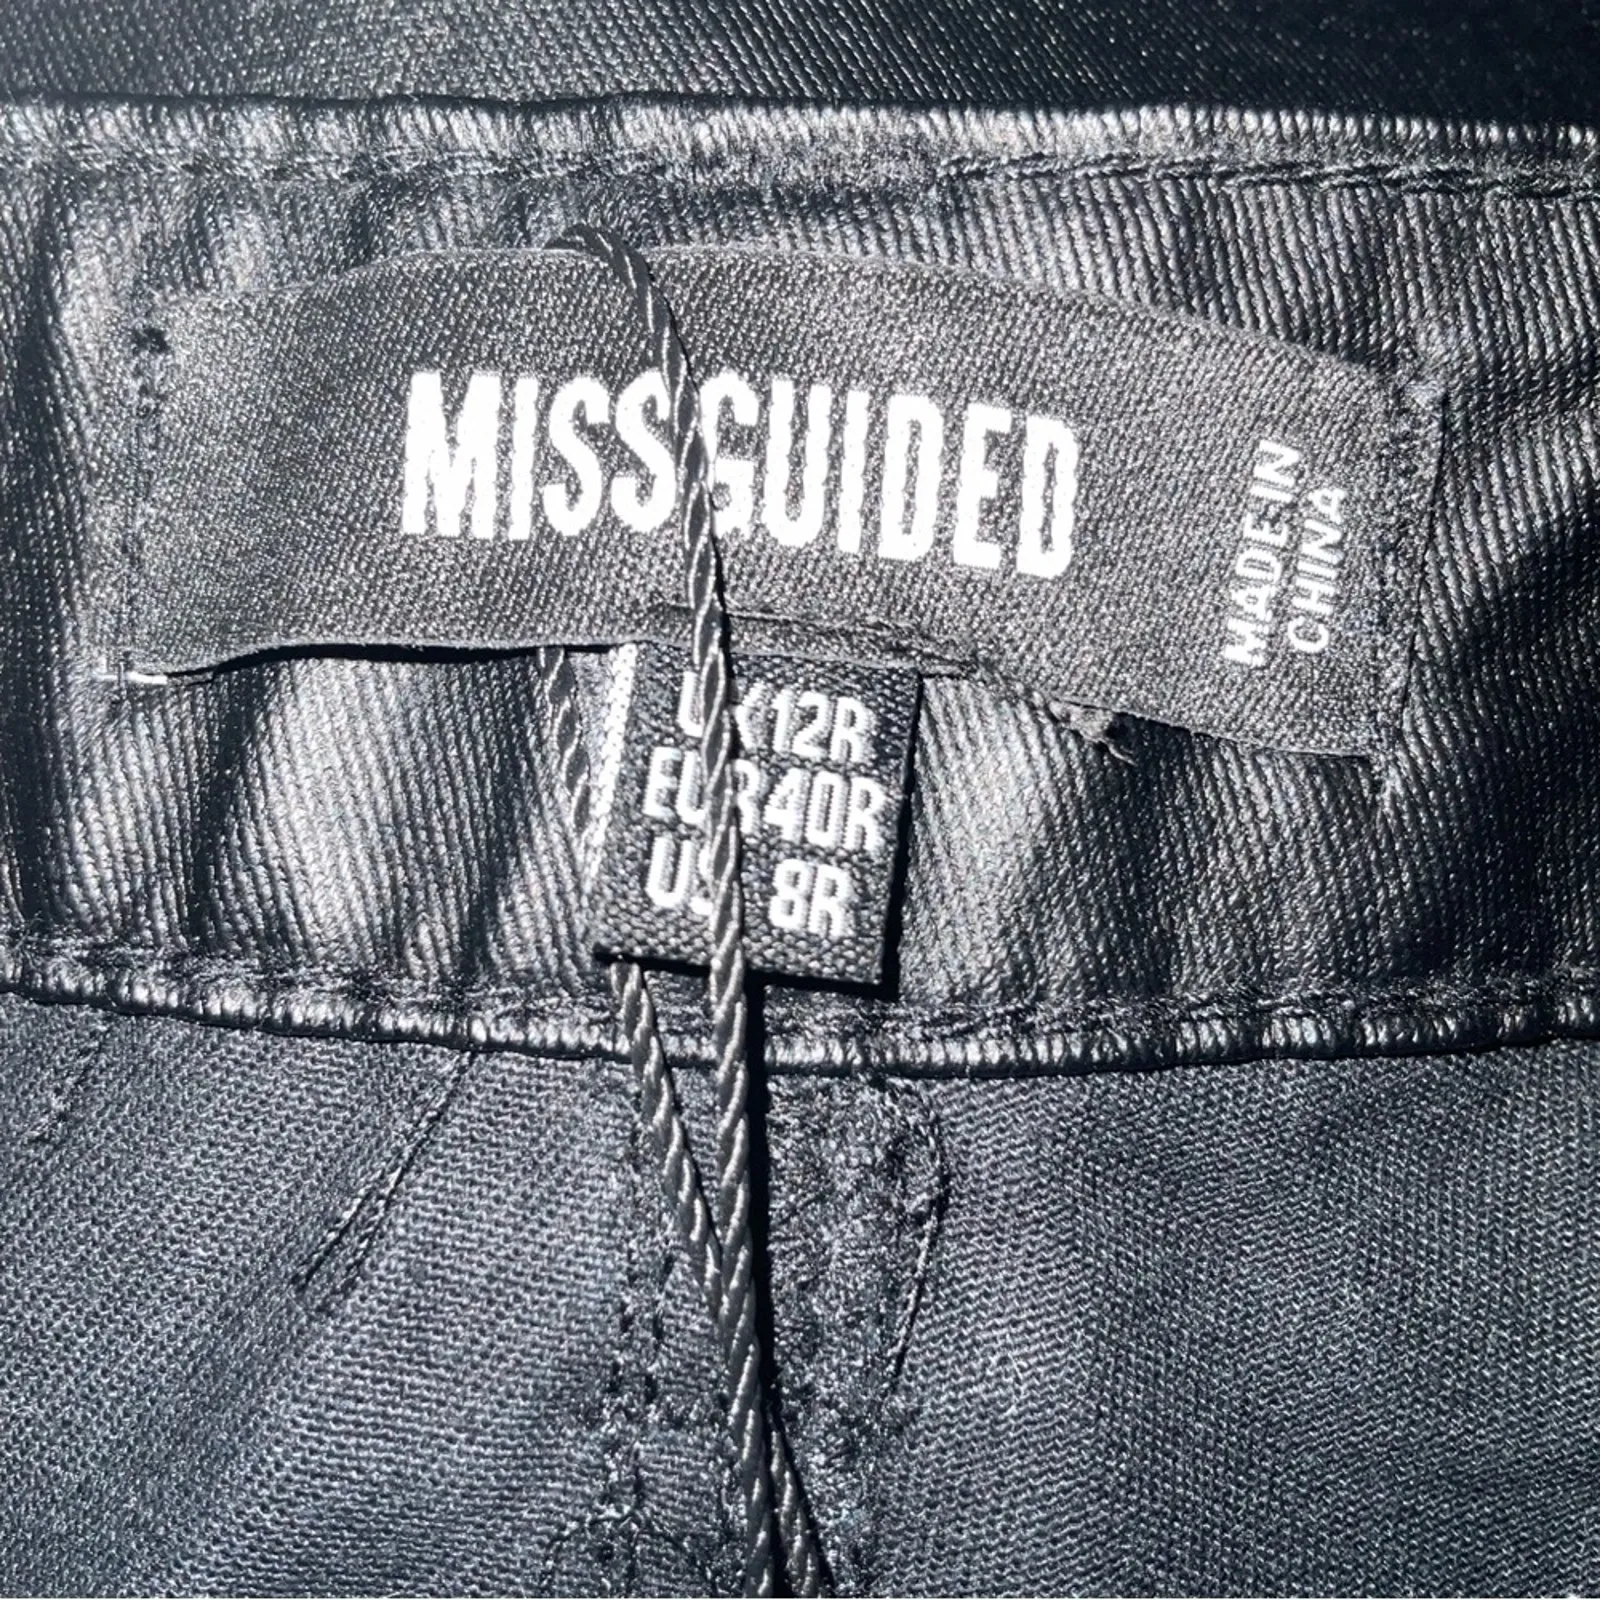 MISSGUIDED
MADE IN
CHINA
UK12R
EUR40R
US 8R